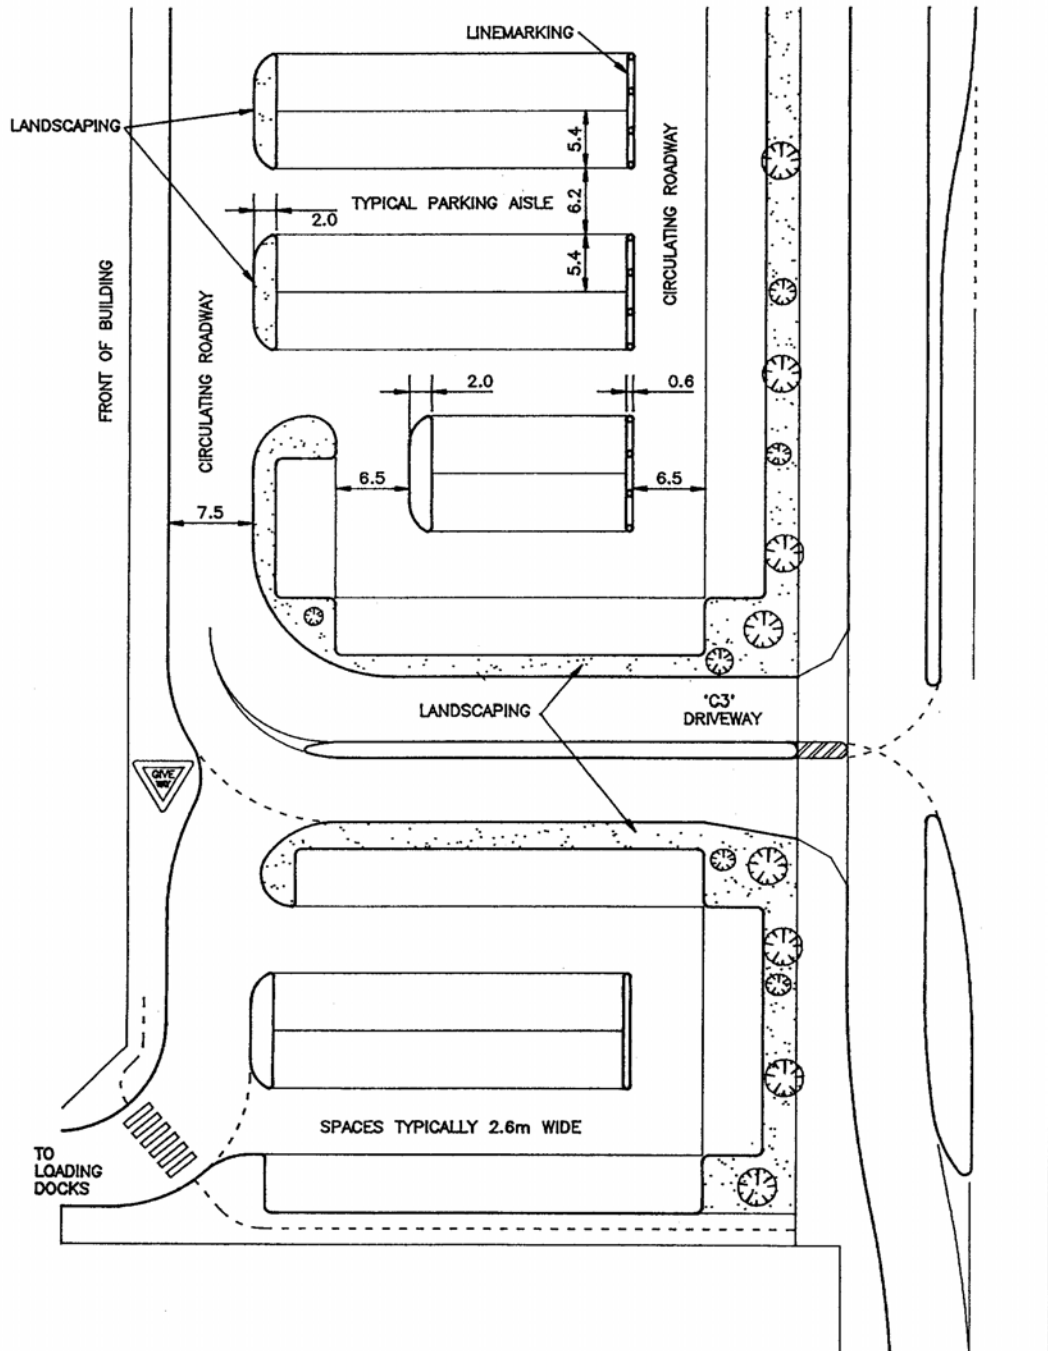 LINEMARKING
LANDSCAPING
5.4
CIRCULATING ROADWAY
TYPICAL PARKING AISLE
6.2
2.0
5.4
FRONT OF BUILDING
CIRCULATING ROADWAY
2.0
0.6
6.5
6.5
7.5
LANDSCAPING
'C3'
DRIVEWAY
GIVE
WAY
SPACES TYPICALLY 2.6m WIDE
TO
LOADING
DOCKS